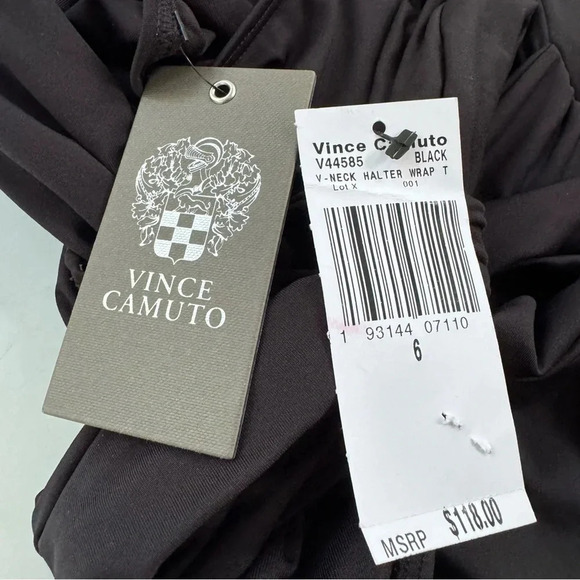 VINCE
CAMUTO
Vince Camuto
V44585 BLACK
V-NECK HALTER WRAP T
Lot X 001
1 93144 07110
6
MSRP $118.00